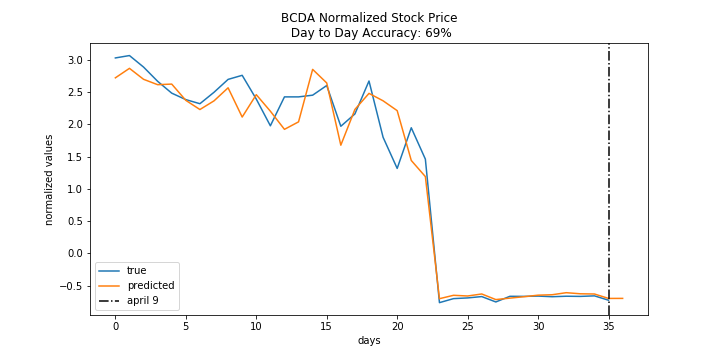 BCDA Normalized Stock Price
Day to Day Accuracy: 69%
normalized values
3.0
2.5
2.0
1.5
1.0
0.5
0.0
−0.5
true
predicted
april 9
0 5 10 15 20 25 30 35
days